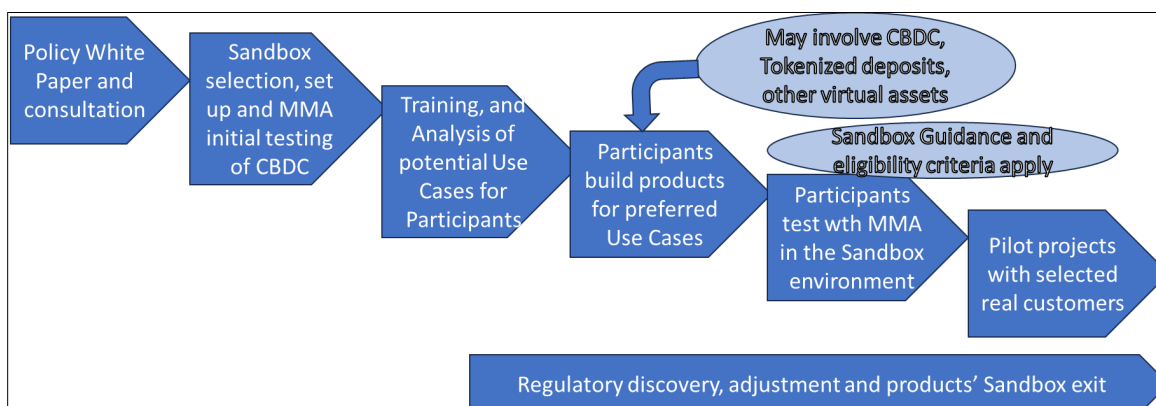 Policy White
Paper and
consultation
Sandbox
selection, set
up and MMA
initial testing
of CBDC
Training, and
Analysis of
potential Use
Cases for
Participants
Participants
build products
for preferred
Use Cases
May involve CBDC,
Tokenized deposits,
other virtual assets
Sandbox Guidance and
eligibility criteria apply
Participants
test wth MMA
in the Sandbox
environment
Pilot projects
with selected
real customers
Regulatory discovery, adjustment and products’ Sandbox exit